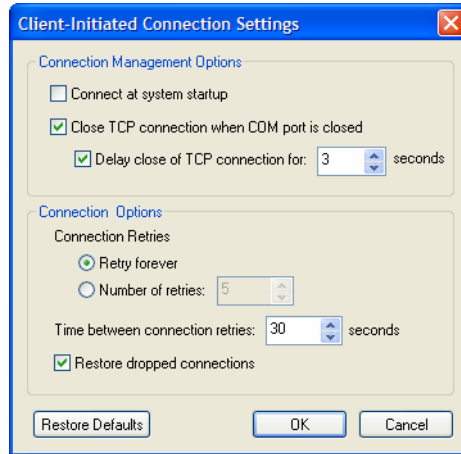 Client-Initiated Connection Settings
Connection Management Options
Connect at system startup
Close TCP connection when COM port is closed
Delay close of TCP connection for: 3 seconds
Connection Options
Connection Retries
Retry forever
Number of retries: 5
Time between connection retries: 30 seconds
Restore dropped connections
Restore Defaults OK Cancel